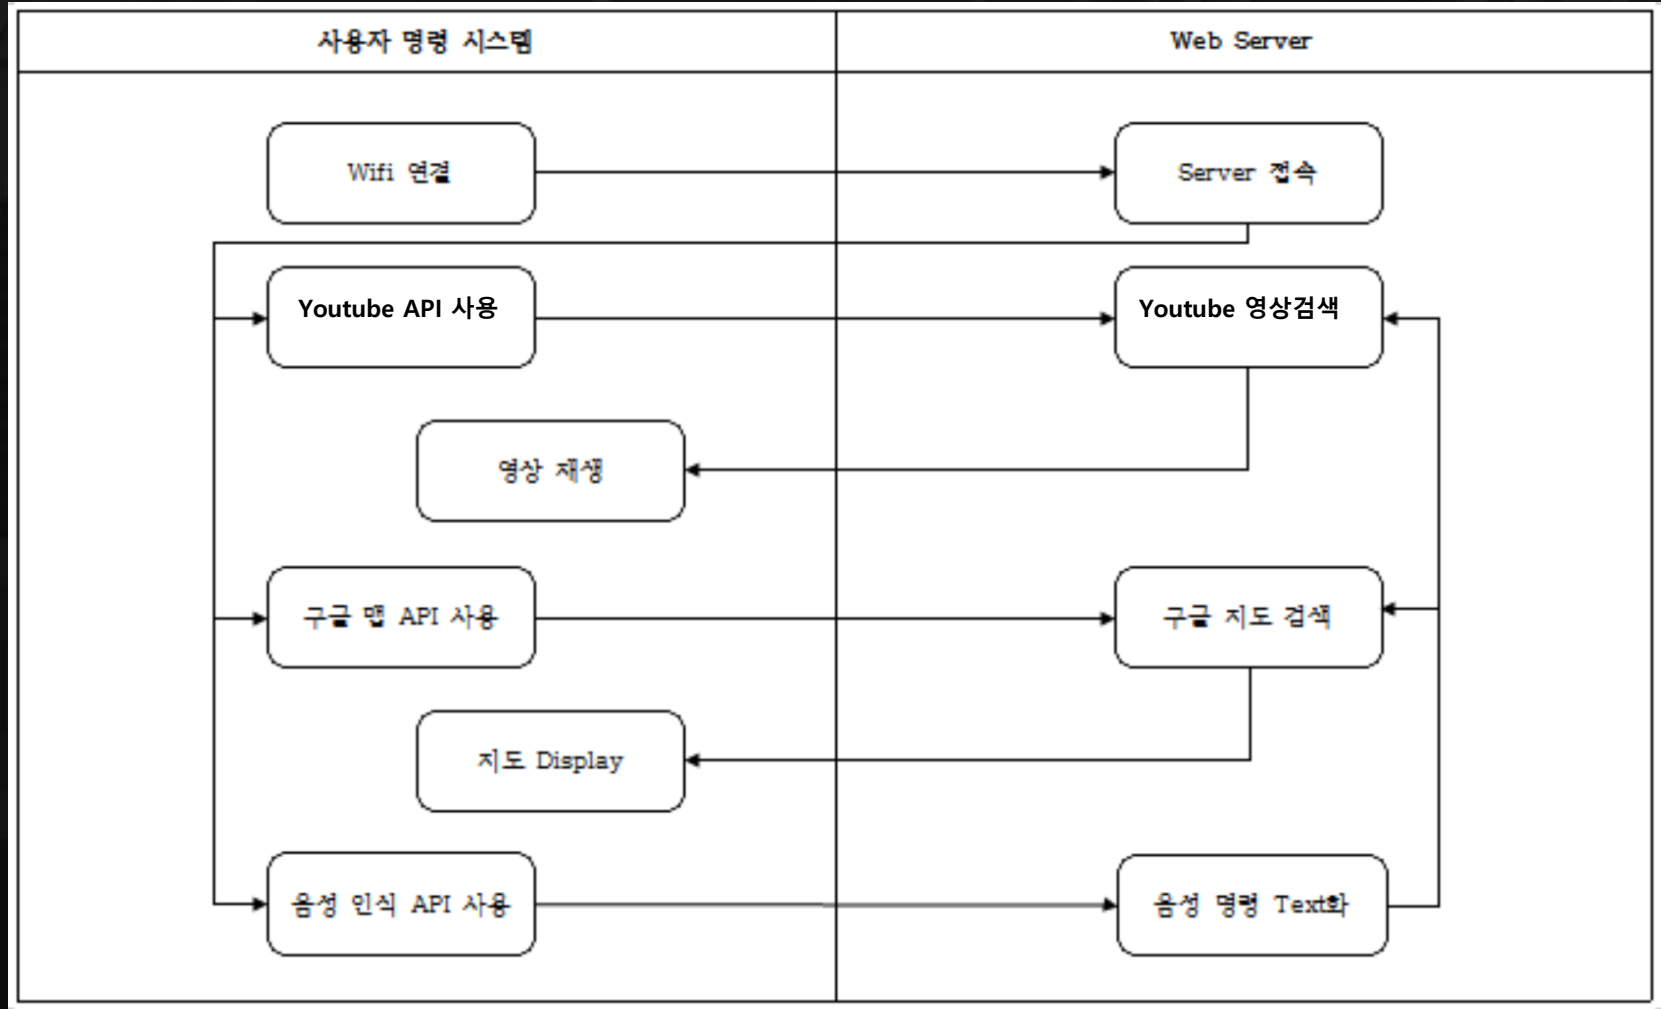 사용자 명령 시스템
Web Server
Wifi 연결
Server 접속
Youtube API 사용
Youtube 영상검색
영상 재생
구글 맵 API 사용
구글 지도 검색
지도 Display
음성 인식 API 사용
음성 명령 Text화